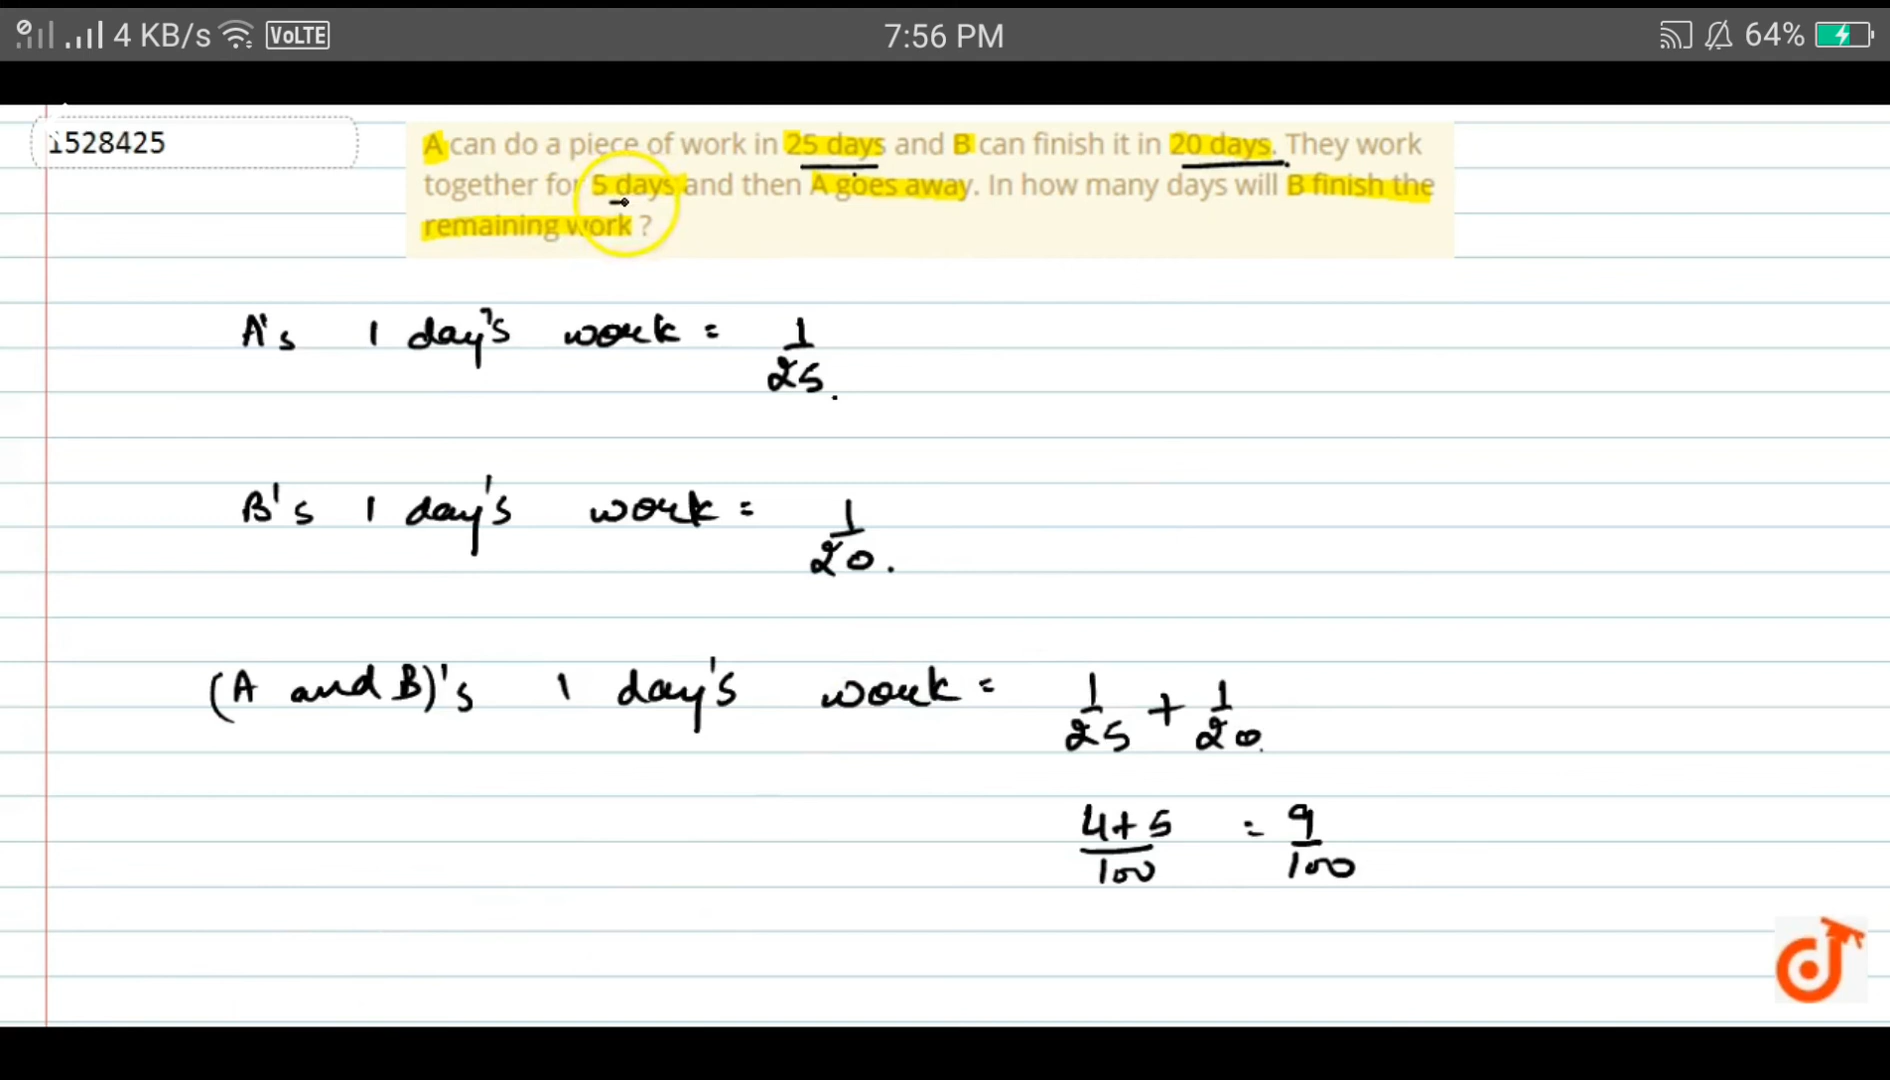 4 KB/s VoLTE 7:56 PM 64%
1528425
A can do a piece of work in 25 days and B can finish it in 20 days. They work
together for 5 days and then A goes away. In how many days will B finish the
remaining work ?
A's 1 day's work = 1/25.
B's 1 day's work = 1/20.
(A and B)'s 1 day's work = 1/25 + 1/20.
4+5/100 = 9/100